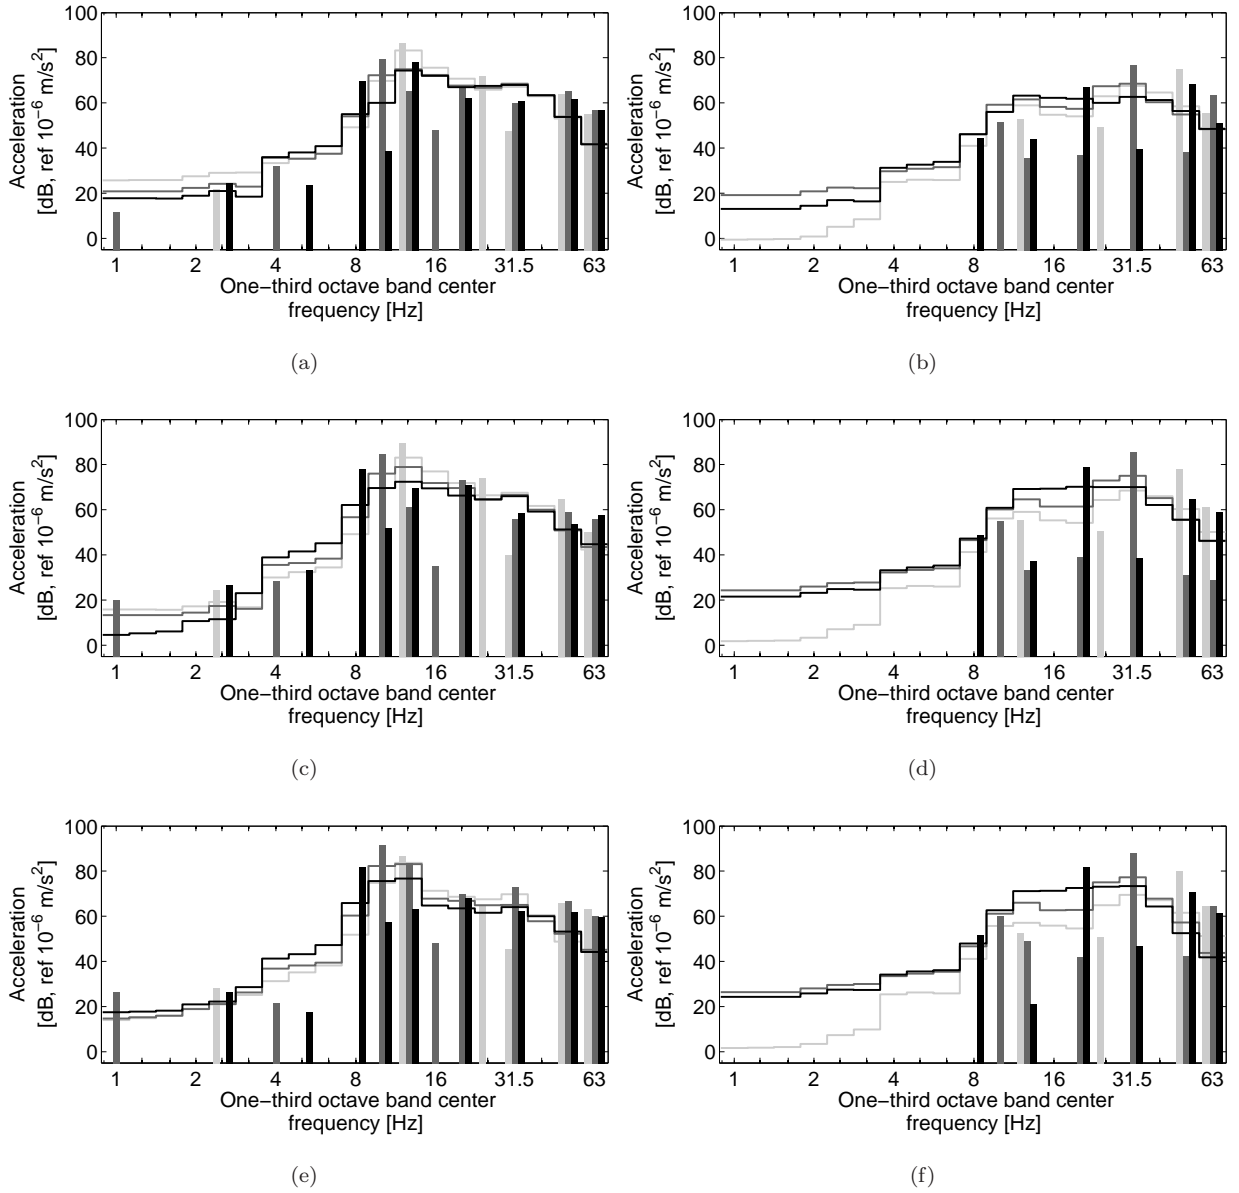 100
80
60
40
20
0
Acceleration
[dB, ref 10⁻⁶ m/s²]
1 2 4 8 16 31.5 63
One−third octave band center
frequency [Hz]
(a)
100
80
60
40
20
0
Acceleration
[dB, ref 10⁻⁶ m/s²]
1 2 4 8 16 31.5 63
One−third octave band center
frequency [Hz]
(b)
100
80
60
40
20
0
Acceleration
[dB, ref 10⁻⁶ m/s²]
1 2 4 8 16 31.5 63
One−third octave band center
frequency [Hz]
(c)
100
80
60
40
20
0
Acceleration
[dB, ref 10⁻⁶ m/s²]
1 2 4 8 16 31.5 63
One−third octave band center
frequency [Hz]
(d)
100
80
60
40
20
0
Acceleration
[dB, ref 10⁻⁶ m/s²]
1 2 4 8 16 31.5 63
One−third octave band center
frequency [Hz]
(e)
100
80
60
40
20
0
Acceleration
[dB, ref 10⁻⁶ m/s²]
1 2 4 8 16 31.5 63
One−third octave band center
frequency [Hz]
(f)